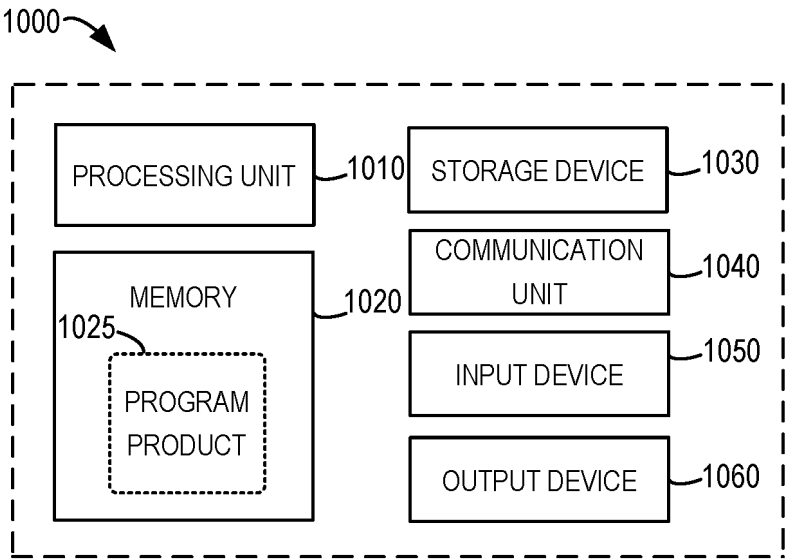 1000
PROCESSING UNIT
1010
STORAGE DEVICE
1030
MEMORY
1020
1025
PROGRAM
PRODUCT
COMMUNICATION
UNIT
1040
INPUT DEVICE
1050
OUTPUT DEVICE
1060